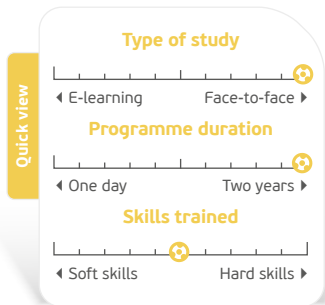 Quick view
Type of study
E-learning Face-to-face
Programme duration
One day Two years
Skills trained
Soft skills Hard skills